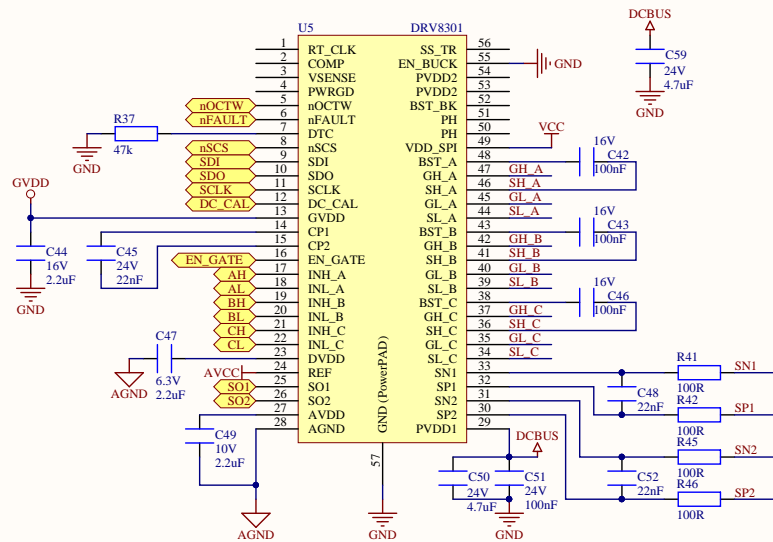 U5 DRV8301
1 RT_CLK SS_TR 56
2 COMP EN_BUCK 55 GND
3 VSENSE PVDD2 54
4 PWRGD PVDD2 53
nOCTW 5 nOCTW BST_BK 52
nFAULT 6 nFAULT PH 51
7 DTC PH 50
nSCS 8 nSCS VDD_SPI 49 VCC
SDI 9 SDI BST_A 48
SDO 10 SDO GH_A 47 GH_A
SCLK 11 SCLK SH_A 46 SH_A
DC_CAL 12 DC_CAL GL_A 45 GL_A
13 GVDD SL_A 44 SL_A
14 CP1 BST_B 43
15 CP2 GH_B 42 GH_B
EN_GATE 16 EN_GATE SH_B 41 SH_B
AH 17 INH_A GL_B 40 GL_B
AL 18 INL_A SL_B 39 SL_B
BH 19 INH_B BST_C 38
BL 20 INL_B GH_C 37 GH_C
CH 21 INH_C SH_C 36 SH_C
CL 22 INL_C GL_C 35 GL_C
23 DVDD SL_C 34 SL_C
AVCC 24 REF SN1 33
SO1 25 SO1 SP1 32
SO2 26 SO2 SN2 31
27 AVDD SP2 30
28 AGND PVDD1 29
GND (PowerPAD)
57
GND
R37
47k
GND
GVDD
C44
16V
2.2uF
GND
C45
24V
22nF
C47
6.3V
2.2uF
AGND
C49
10V
2.2uF
AGND
DCBUS
C59
24V
4.7uF
GND
16V
C42
100nF
16V
C43
100nF
16V
C46
100nF
R41
100R
SN1
C48
22nF
R42
100R
SP1
R45
100R
SN2
C52
22nF
R46
100R
SP2
DCBUS
C50
24V
4.7uF
C51
24V
100nF
GND